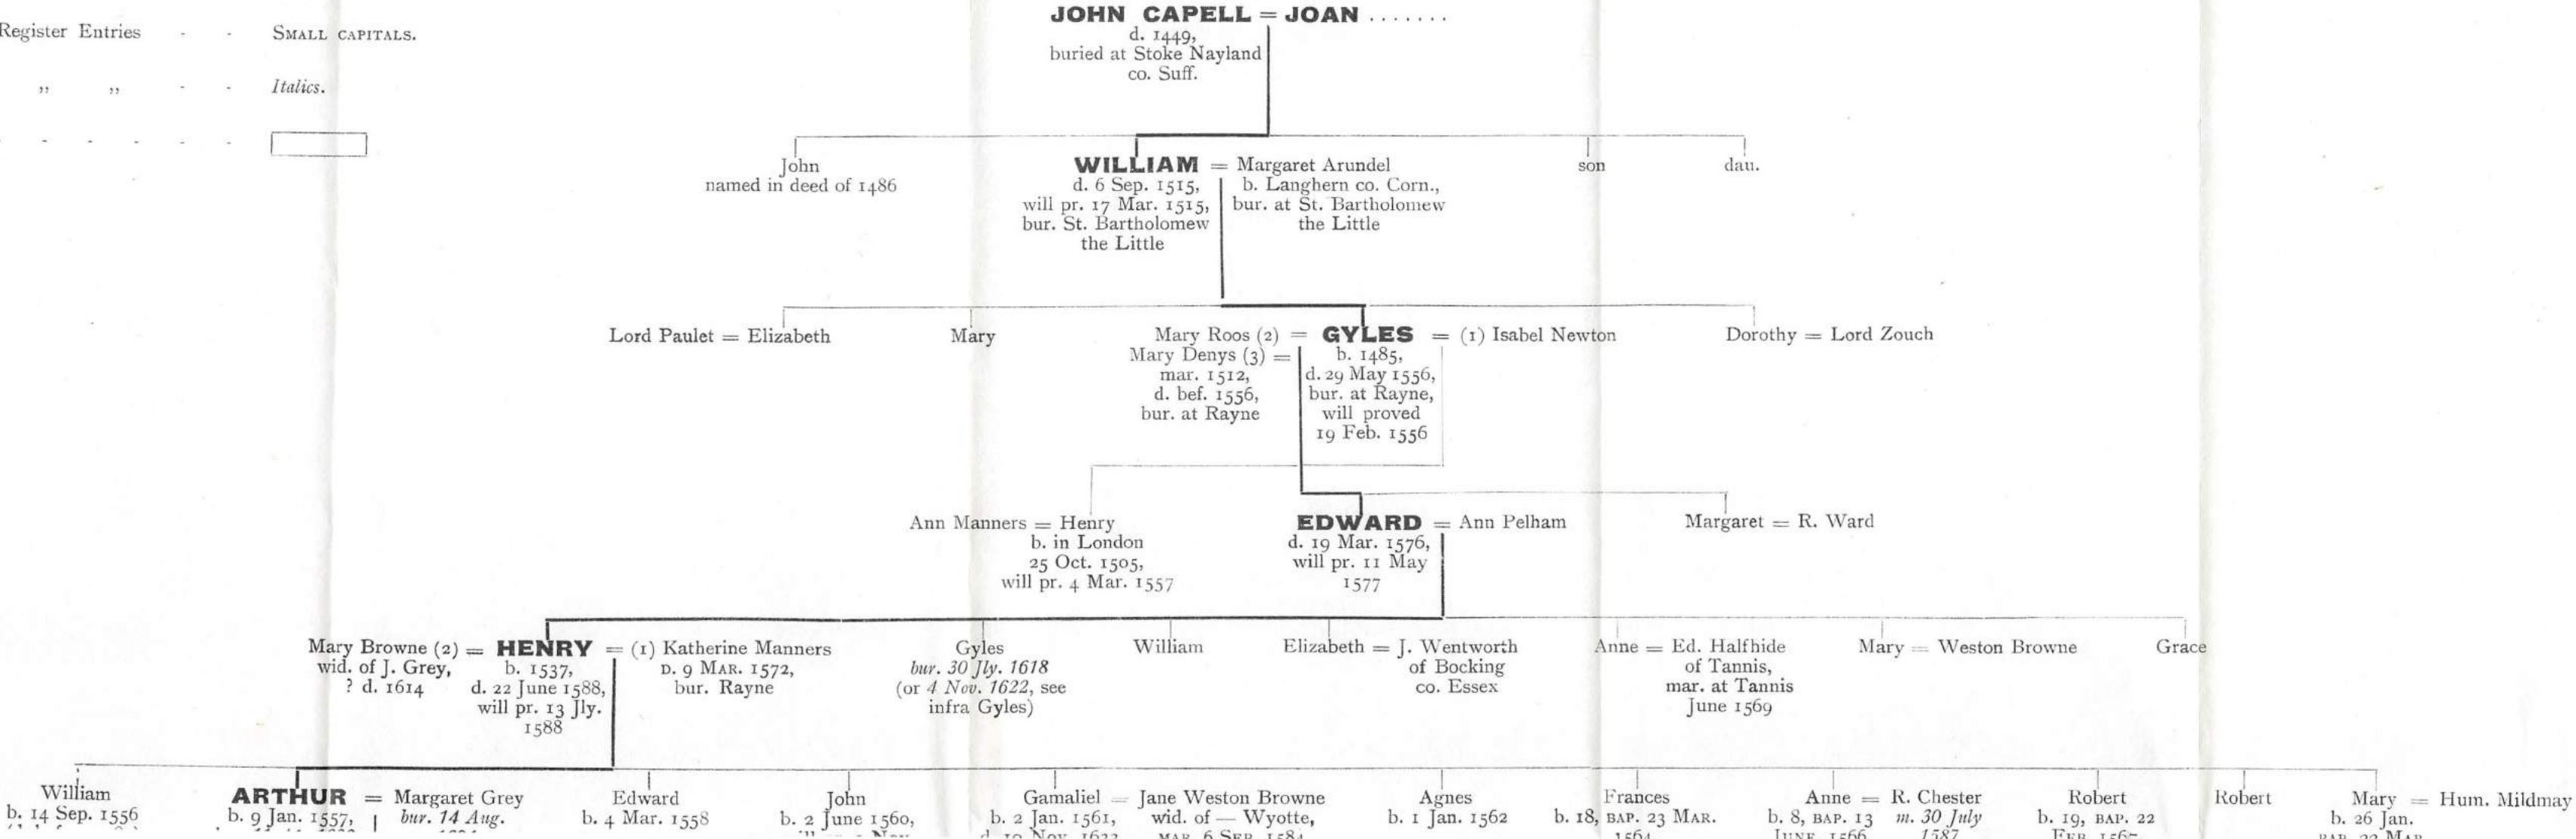 JOHN CAPELL = JOAN .......
d. 1449,
buried at Stoke Nayland
co. Suff.
Register Entries - - SMALL CAPITALS.
„ „ - - Italics.
- - - - - -
John
named in deed of 1486
WILLIAM = Margaret Arundel
d. 6 Sep. 1515,
will pr. 17 Mar. 1515,
bur. St. Bartholomew
the Little
b. Langhern co. Corn.,
bur. at St. Bartholomew
the Little
son
dau.
Lord Paulet = Elizabeth
Mary
Mary Roos (2) = GYLES = (1) Isabel Newton
Mary Denys (3) =
mar. 1512,
d. bef. 1556,
bur. at Rayne
b. 1485,
d. 29 May 1556,
bur. at Rayne,
will proved
19 Feb. 1556
Dorothy = Lord Zouch
Ann Manners = Henry
b. in London
25 Oct. 1505,
will pr. 4 Mar. 1557
EDWARD = Ann Pelham
d. 19 Mar. 1576,
will pr. 11 May
1577
Margaret = R. Ward
Mary Browne (2) = HENRY = (1) Katherine Manners
wid. of J. Grey,
? d. 1614
b. 1537,
d. 22 June 1588,
will pr. 13 Jly.
1588
D. 9 MAR. 1572,
bur. Rayne
Gyles
bur. 30 Jly. 1618
(or 4 Nov. 1622, see
infra Gyles)
William
Elizabeth = J. Wentworth
of Bocking
co. Essex
Anne = Ed. Halfhide
of Tannis,
mar. at Tannis
June 1569
Mary = Weston Browne
Grace
William
b. 14 Sep. 1556
ARTHUR = Margaret Grey
b. 9 Jan. 1557,
bur. 14 Aug.
Edward
b. 4 Mar. 1558
John
b. 2 June 1560,
Gamaliel = Jane Weston Browne
b. 2 Jan. 1561,
wid. of — Wyotte,
MAR. 6 SEP. 1584
Agnes
b. 1 Jan. 1562
Frances
b. 18, BAP. 23 MAR.
1564
Anne = R. Chester
b. 8, BAP. 13
JUNE 1566
m. 30 July
1587
Robert
b. 19, BAP. 22
Robert
Mary = Hum. Mildmay
b. 26 Jan.